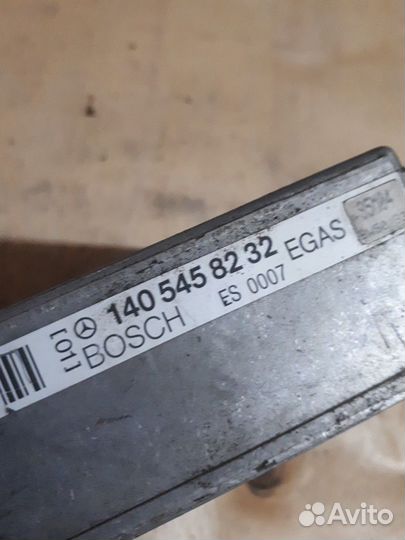 140 545 82 32
BOSCH
ES 0007
EGAS
L011
Avito